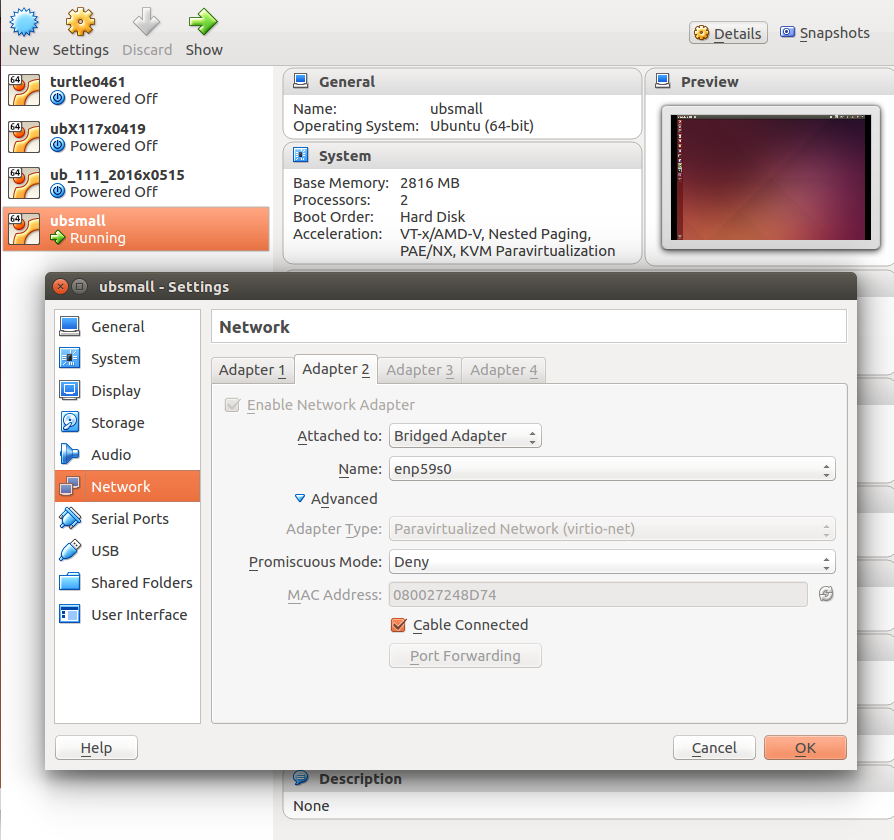 New Settings Discard Show Details Snapshots
64
turtle0461
Powered Off
64
ubX117x0419
Powered Off
64
ub_111_2016x0515
Powered Off
64
ubsmall
Running
General
Name: ubsmall
Operating System: Ubuntu (64-bit)
System
Base Memory: 2816 MB
Processors: 2
Boot Order: Hard Disk
Acceleration: VT-x/AMD-V, Nested Paging,
PAE/NX, KVM Paravirtualization
Preview
ubsmall - Settings
General
System
Display
Storage
Audio
Network
Serial Ports
USB
Shared Folders
User Interface
Network
Adapter 1 Adapter 2 Adapter 3 Adapter 4
Enable Network Adapter
Attached to: Bridged Adapter
Name: enp59s0
Advanced
Adapter Type: Paravirtualized Network (virtio-net)
Promiscuous Mode: Deny
MAC Address: 080027248D74
Cable Connected
Port Forwarding
Help Cancel OK
Description
None